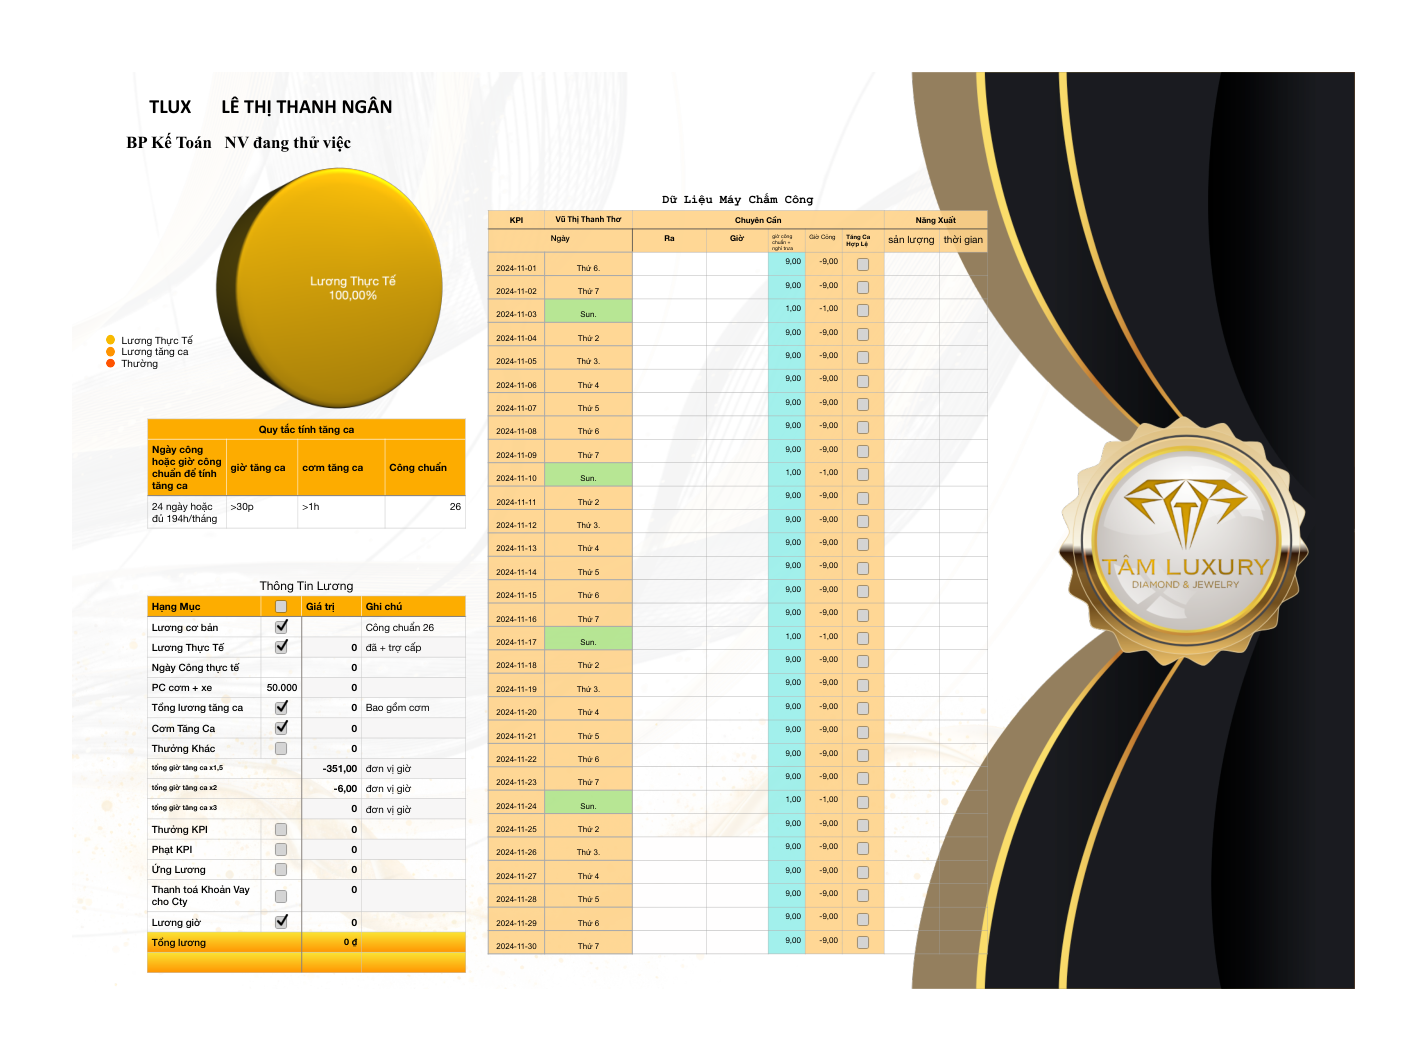 TLUX LÊ THỊ THANH NGÂN
BP Kế Toán NV đang thử việc
Lương Thực Tế
100,00%
Lương Thực Tế
Lương tăng ca
Thưởng
Quy tắc tính tăng ca
Ngày công hoặc giờ công chuẩn để tính tăng ca | giờ tăng ca | cơm tăng ca | Công chuẩn
24 ngày hoặc đủ 194h/tháng | >30p | >1h | 26
Thông Tin Lương
Hạng Mục | Giá trị | Ghi chú
Lương cơ bản | Công chuẩn 26
Lương Thực Tế | 0 | đã + trợ cấp
Ngày Công thực tế | 0
PC cơm + xe | 50.000 | 0
Tổng lương tăng ca | 0 | Bao gồm cơm
Cơm Tăng Ca | 0
Thưởng Khác | 0
tổng giờ tăng ca x1,5 | -351,00 | đơn vị giờ
tổng giờ tăng ca x2 | -6,00 | đơn vị giờ
tổng giờ tăng ca x3 | 0 | đơn vị giờ
Thưởng KPI | 0
Phạt KPI | 0
Ứng Lương | 0
Thanh toá Khoản Vay cho Cty | 0
Lương giờ | 0
Tổng lương | 0 ₫
Dữ Liệu Máy Chấm Công
KPI | Vũ Thị Thanh Thơ | Chuyên Cần | Năng Xuất
Ngày | Ra | Giờ | giờ công chuẩn + nghỉ trưa | Giờ Công | Tăng Ca Hợp Lệ | sản lượng | thời gian
2024-11-01 | Thứ 6. | 9,00 | -9,00
2024-11-02 | Thứ 7 | 9,00 | -9,00
2024-11-03 | Sun. | 1,00 | -1,00
2024-11-04 | Thứ 2 | 9,00 | -9,00
2024-11-05 | Thứ 3. | 9,00 | -9,00
2024-11-06 | Thứ 4 | 9,00 | -9,00
2024-11-07 | Thứ 5 | 9,00 | -9,00
2024-11-08 | Thứ 6 | 9,00 | -9,00
2024-11-09 | Thứ 7 | 9,00 | -9,00
2024-11-10 | Sun. | 1,00 | -1,00
2024-11-11 | Thứ 2 | 9,00 | -9,00
2024-11-12 | Thứ 3. | 9,00 | -9,00
2024-11-13 | Thứ 4 | 9,00 | -9,00
2024-11-14 | Thứ 5 | 9,00 | -9,00
2024-11-15 | Thứ 6 | 9,00 | -9,00
2024-11-16 | Thứ 7 | 9,00 | -9,00
2024-11-17 | Sun. | 1,00 | -1,00
2024-11-18 | Thứ 2 | 9,00 | -9,00
2024-11-19 | Thứ 3. | 9,00 | -9,00
2024-11-20 | Thứ 4 | 9,00 | -9,00
2024-11-21 | Thứ 5 | 9,00 | -9,00
2024-11-22 | Thứ 6 | 9,00 | -9,00
2024-11-23 | Thứ 7 | 9,00 | -9,00
2024-11-24 | Sun. | 1,00 | -1,00
2024-11-25 | Thứ 2 | 9,00 | -9,00
2024-11-26 | Thứ 3. | 9,00 | -9,00
2024-11-27 | Thứ 4 | 9,00 | -9,00
2024-11-28 | Thứ 5 | 9,00 | -9,00
2024-11-29 | Thứ 6 | 9,00 | -9,00
2024-11-30 | Thứ 7 | 9,00 | -9,00
TÂM LUXURY
DIAMOND & JEWELRY